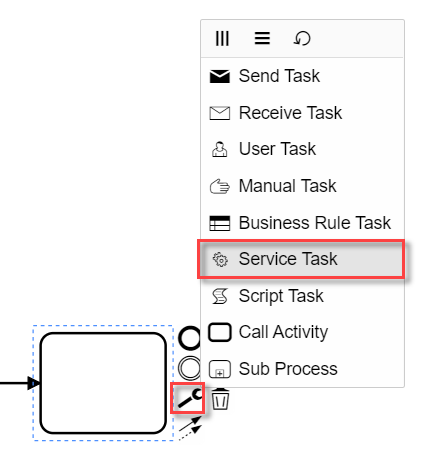 Send Task
Receive Task
User Task
Manual Task
Business Rule Task
Service Task
Script Task
Call Activity
Sub Process